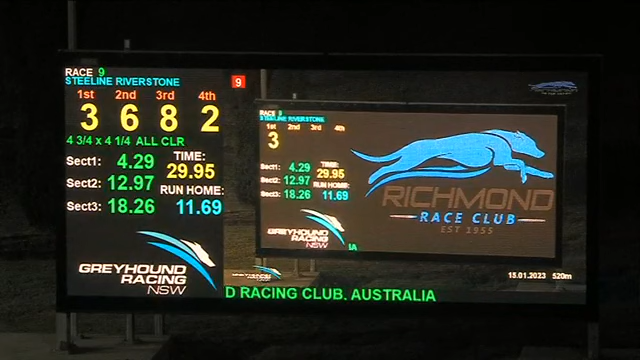 RACE 9
STEELINE RIVERSTONE
9
1st 2nd 3rd 4th
3 6 8 2
4 3/4 x 4 1/4 ALL CLR
Sect1: 4.29 TIME:
29.95
Sect2: 12.97 RUN HOME:
Sect3: 18.26 11.69
GREYHOUND
RACING
NSW
RACE 9
STEELINE RIVERSTONE
1st 2nd 3rd 4th
3
Sect1: 4.29 TIME:
29.95
Sect2: 12.97 RUN HOME:
Sect3: 18.26 11.69
GREYHOUND
RACING
NSW
IA
RICHMOND
RACE CLUB
EST 1955
15.01.2023 520m
D RACING CLUB. AUSTRALIA